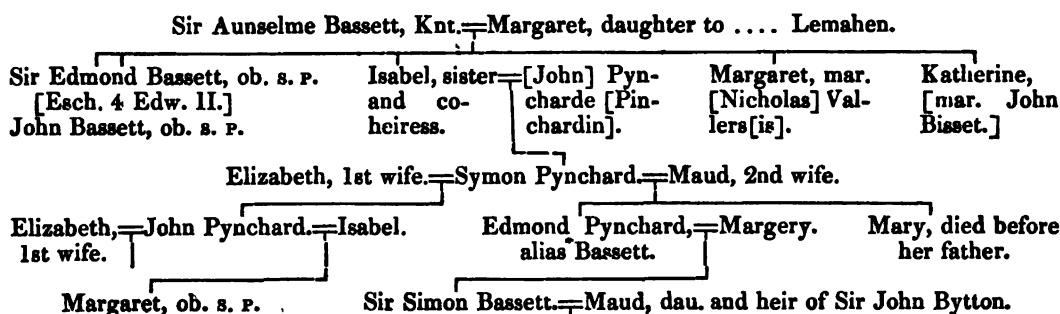 Sir Aunselme Bassett, Knt.=Margaret, daughter to .... Lemahen.
Sir Edmond Bassett, ob. s. p.
[Esch. 4 Edw. II.]
John Bassett, ob. s. p.
Isabel, sister=[John] Pyn-
and co- charde [Pin-
heiress. chardin].
Margaret, mar.
[Nicholas] Val-
lers[is].
Katherine,
[mar. John
Bisset.]
Elizabeth, 1st wife.=Symon Pynchard.=Maud, 2nd wife.
Elizabeth,=John Pynchard.=Isabel.
1st wife.
Edmond Pynchard,=Margery.
alias Bassett.
Mary, died before
her father.
Margaret, ob. s. p.
Sir Simon Bassett.=Maud, dau. and heir of Sir John Bytton.